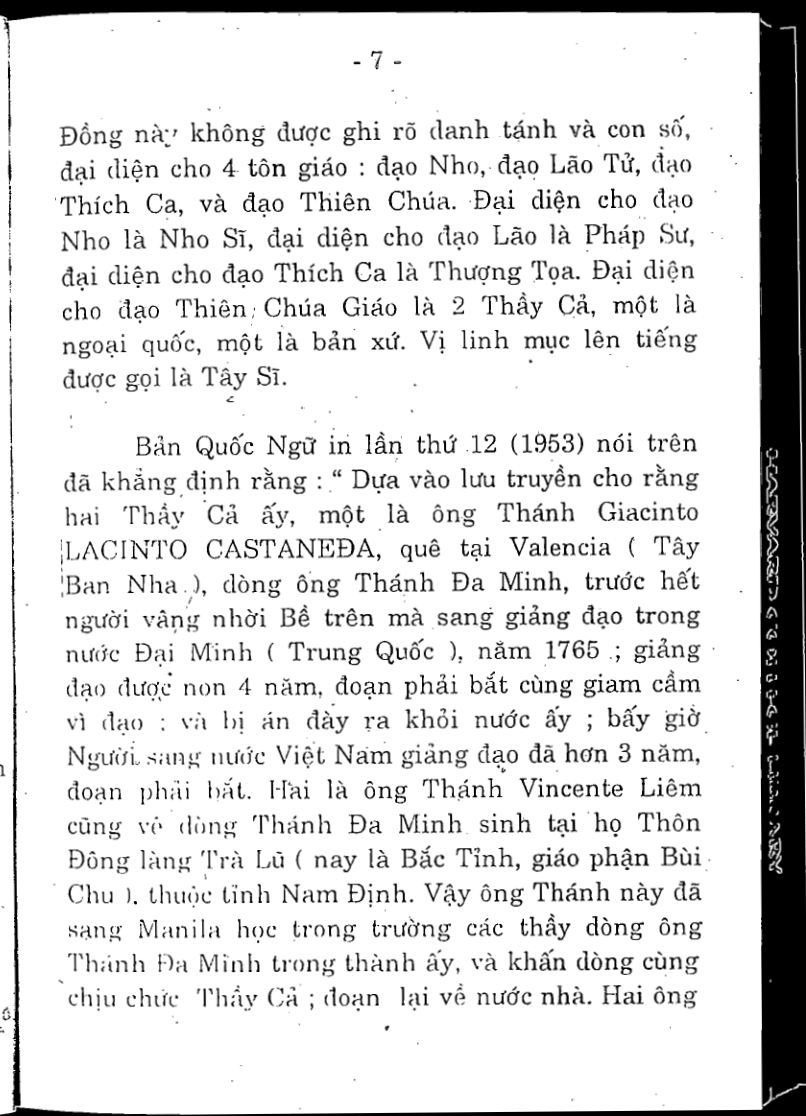 - 7 -
Đồng này không được ghi rõ danh tánh và con số,
đại diện cho 4 tôn giáo : đạo Nho, đạo Lão Tử, đạo
Thích Ca, và đạo Thiên Chúa. Đại diện cho đạo
Nho là Nho Sĩ, đại diện cho đạo Lão là Pháp Sư,
đại diện cho đạo Thích Ca là Thượng Tọa. Đại diện
cho đạo Thiên Chúa Giáo là 2 Thầy Cả, một là
ngoại quốc, một là bản xứ. Vị linh mục lên tiếng
được gọi là Tây Sĩ.
Bản Quốc Ngữ in lần thứ 12 (1953) nói trên
đã khẳng định rằng : “ Dựa vào lưu truyền cho rằng
hai Thầy Cả ấy, một là ông Thánh Giacinto
LACINTO CASTANEĐA, quê tại Valencia ( Tây
Ban Nha ), dòng ông Thánh Đa Minh, trước hết
người vâng nhời Bề trên mà sang giảng đạo trong
nước Đại Minh ( Trung Quốc ), năm 1765 ; giảng
đạo được non 4 năm, đoạn phải bắt cùng giam cầm
vì đạo ; và bị án đày ra khỏi nước ấy ; bấy giờ
Người sang nước Việt Nam giảng đạo đã hơn 3 năm,
đoạn phải bắt. Hai là ông Thánh Vincente Liêm
cũng về dòng Thánh Đa Minh sinh tại họ Thôn
Đông làng Trà Lũ ( nay là Bắc Tỉnh, giáo phận Bùi
Chu ), thuộc tỉnh Nam Định. Vậy ông Thánh này đã
sang Manila học trong trường các thầy dòng ông
Thánh Đa Minh trong thành ấy, và khấn dòng cùng
chịu chức Thầy Cả ; đoạn lại về nước nhà. Hai ông